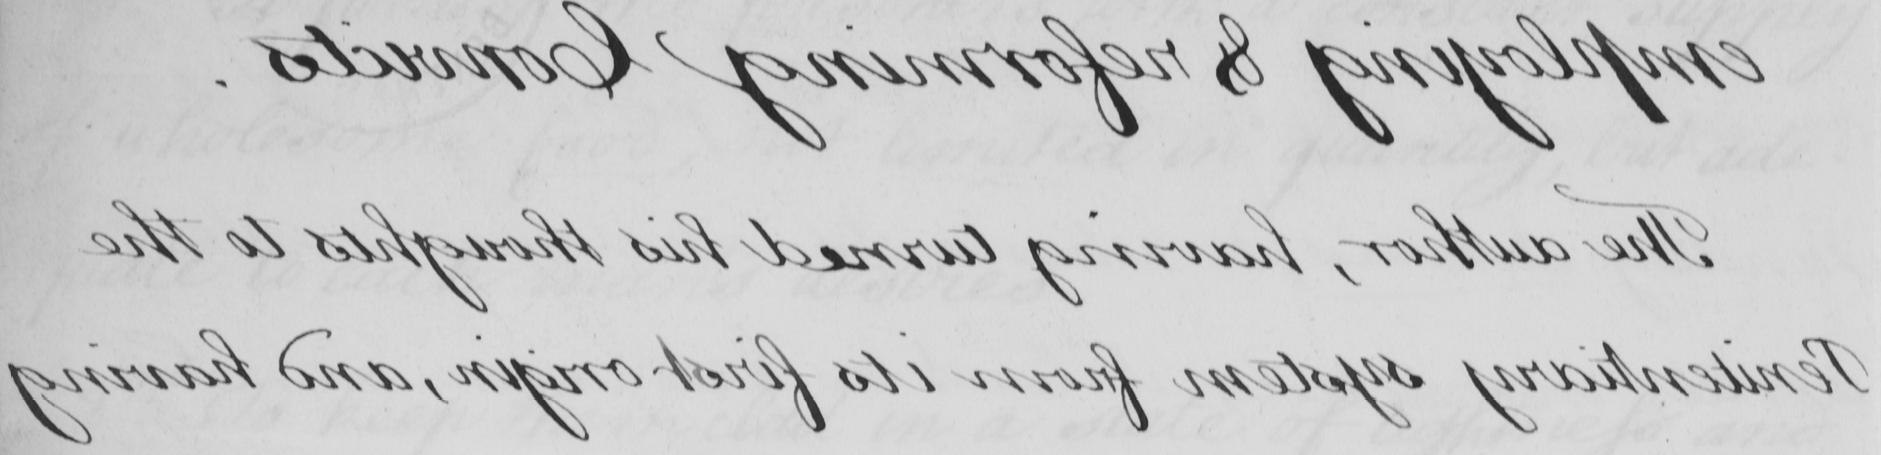 employing & reforming Convicts.
The author, having turned his thoughts to the
Penitentiary system from its first origin, and having